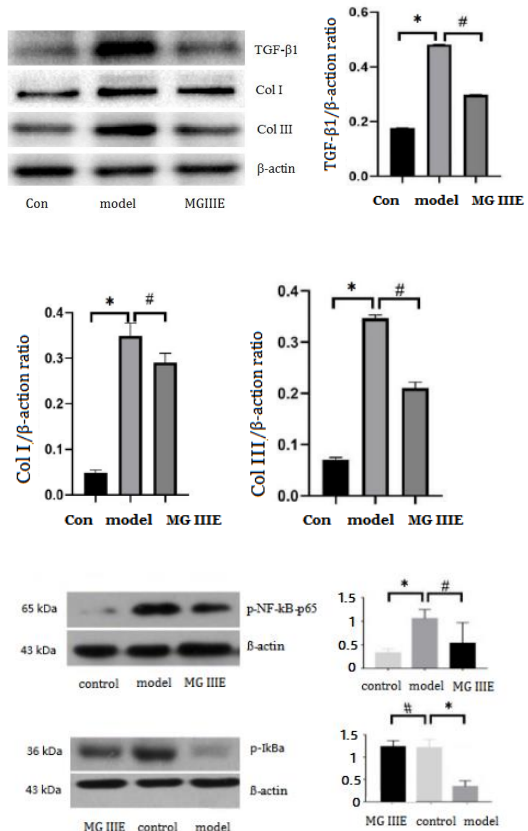 TGF-β1
Col I
Col III
β-actin
Con model MGIIIE
TGF-β1/β-action ratio
0.6
0.4
0.2
0.0
* #
Con model MG IIIE
Col I/β-action ratio
0.4
0.3
0.2
0.1
0.0
* #
Con model MG IIIE
Col III/β-action ratio
0.4
0.3
0.2
0.1
0.0
* #
Con model MG IIIE
65 kDa p-NF-kB-p65
43 kDa ß-actin
control model MG IIIE
1.5
1
0.5
0
* #
control model MG IIIE
36 kDa p-IkBa
43 kDa ß-actin
MG IIIE control model
1.5
1
0.5
0
# *
MG IIIE control model